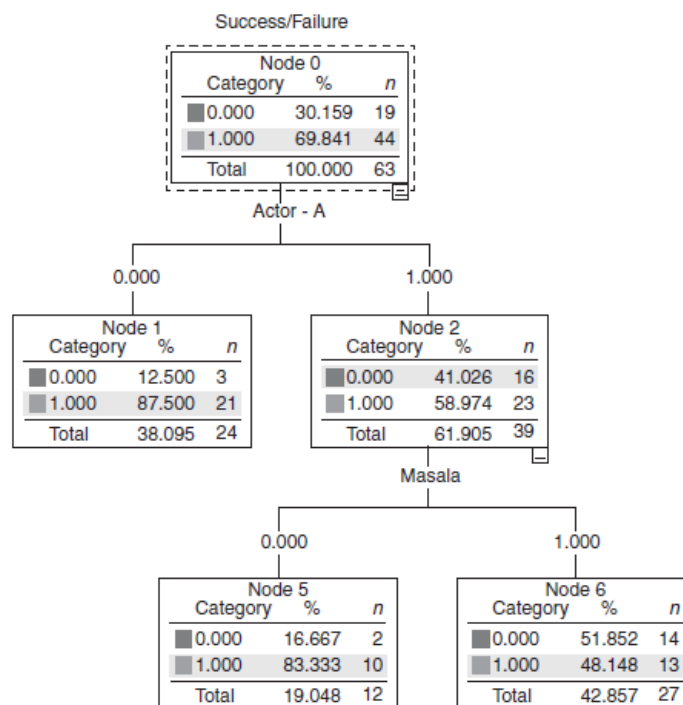 Success/Failure
Node 0
Category % n
0.000 30.159 19
1.000 69.841 44
Total 100.000 63
Actor - A
0.000 1.000
Node 1
Category % n
0.000 12.500 3
1.000 87.500 21
Total 38.095 24
Node 2
Category % n
0.000 41.026 16
1.000 58.974 23
Total 61.905 39
Masala
0.000 1.000
Node 5
Category % n
0.000 16.667 2
1.000 83.333 10
Total 19.048 12
Node 6
Category % n
0.000 51.852 14
1.000 48.148 13
Total 42.857 27